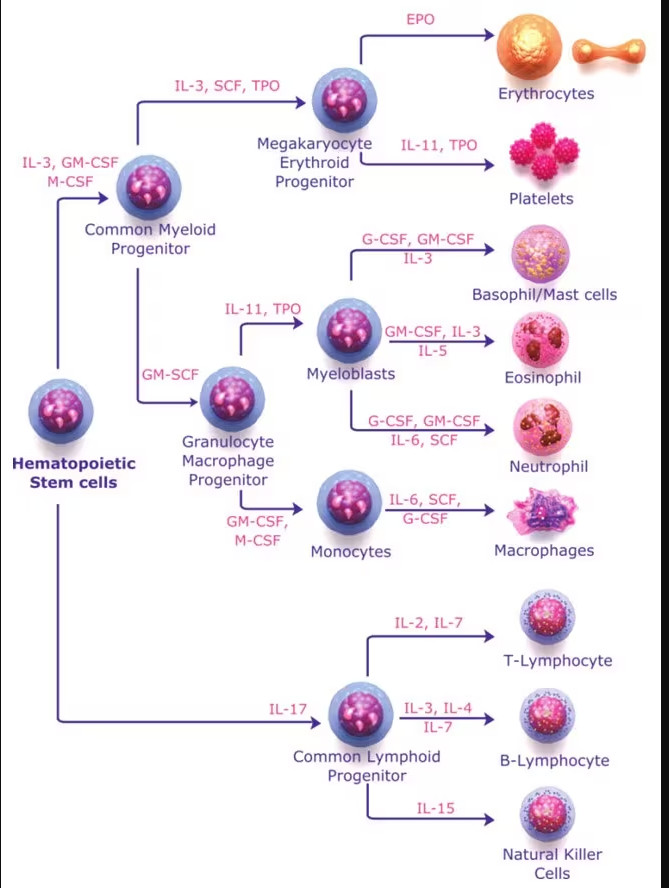 EPO
Erythrocytes
IL-3, SCF, TPO
Megakaryocyte
Erythroid
Progenitor
IL-11, TPO
Platelets
IL-3, GM-CSF
M-CSF
Common Myeloid
Progenitor
G-CSF, GM-CSF
IL-3
Basophil/Mast cells
IL-11, TPO
Myeloblasts
GM-CSF, IL-3
IL-5
Eosinophil
GM-SCF
Granulocyte
Macrophage
Progenitor
G-CSF, GM-CSF
IL-6, SCF
Neutrophil
Hematopoietic
Stem cells
GM-CSF,
M-CSF
Monocytes
IL-6, SCF,
G-CSF
Macrophages
IL-2, IL-7
T-Lymphocyte
IL-17
Common Lymphoid
Progenitor
IL-3, IL-4
IL-7
B-Lymphocyte
IL-15
Natural Killer
Cells